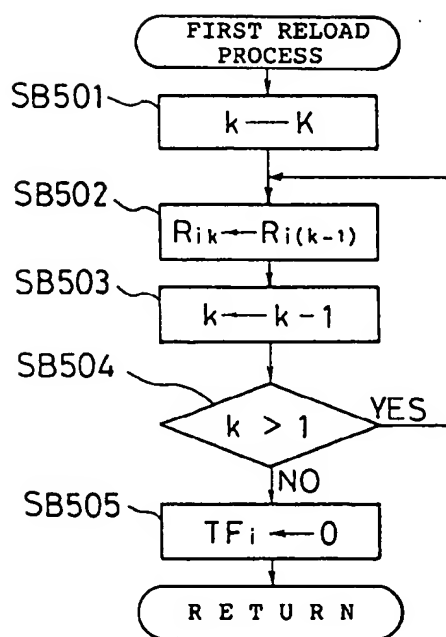 FIRST RELOAD
PROCESS
SB501
k — K
SB502
Rik ← Ri(k-1)
SB503
k ← k - 1
SB504
k > 1
YES
NO
SB505
TFi ← 0
RETURN